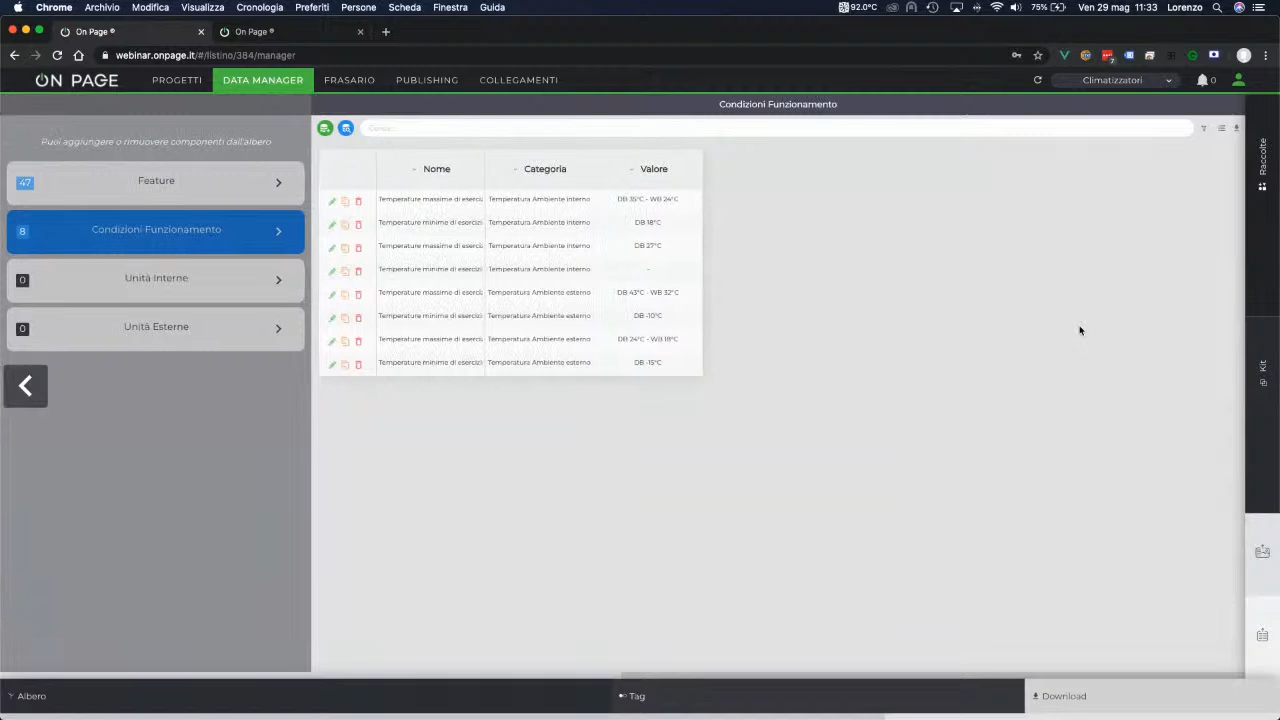 Chrome Archivio Modifica Visualizza Cronologia Preferiti Persone Scheda Finestra Guida 92.0°C 75% Ven 29 mag 11:33 Lorenzo
On Page ® On Page ®
webinar.onpage.it/#/listino/384/manager
ON PAGE PROGETTI DATA MANAGER FRASARIO PUBLISHING COLLEGAMENTI Climatizzatori 0
Condizioni Funzionamento
Puoi aggiungere o rimuovere componenti dall'albero
47 Feature
8 Condizioni Funzionamento
0 Unità Interne
0 Unità Esterne
Nome Categoria Valore
Temperature massime di eserciz Temperatura Ambiente interno DB 35°C - WB 24°C
Temperature minime di esercizi Temperatura Ambiente interno DB 18°C
Temperature massime di eserciz Temperatura Ambiente interno DB 27°C
Temperature minime di esercizi Temperatura Ambiente interno -
Temperature massime di eserciz Temperatura Ambiente esterno DB 43°C - WB 32°C
Temperature minime di esercizi Temperatura Ambiente esterno DB -10°C
Temperature massime di eserciz Temperatura Ambiente esterno DB 24°C - WB 18°C
Temperature minime di esercizi Temperatura Ambiente esterno DB -15°C
Raccolte
Kit
Albero Tag Download